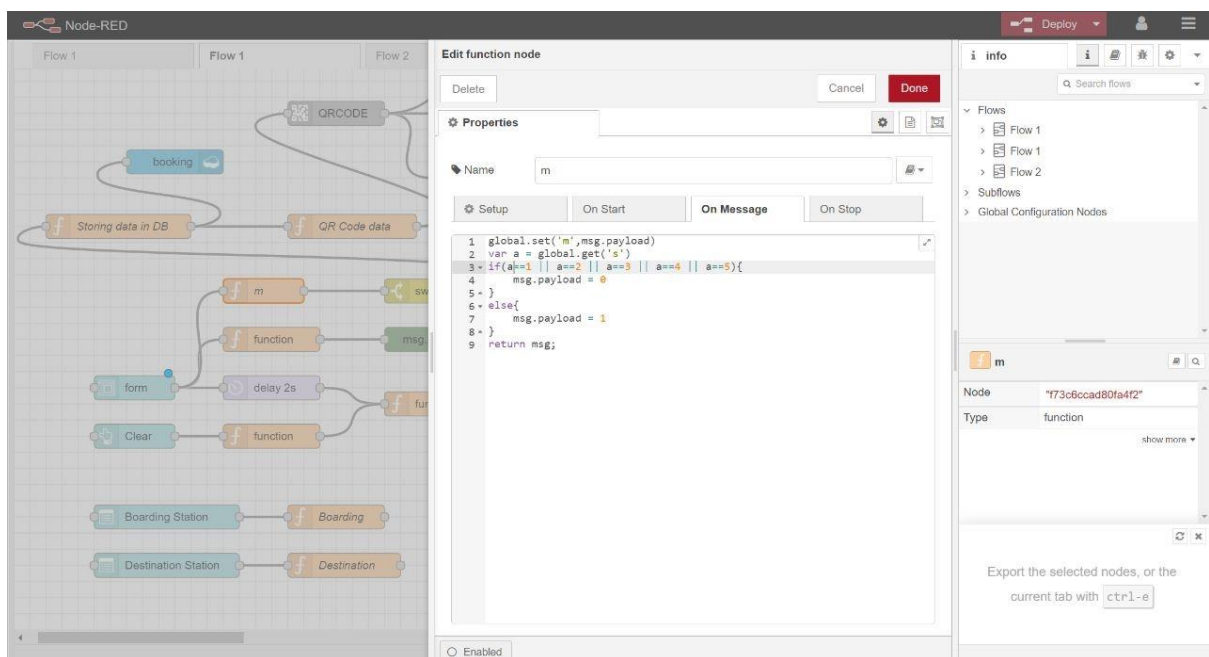 Node-RED
Deploy
Flow 1
Flow 1
Flow 2
QRCODE
booking
Storing data in DB
QR Code data
m
sw
function
msg.
form
delay 2s
fun
Clear
function
Boarding Station
Boarding
Destination Station
Destination
Edit function node
Delete
Cancel
Done
Properties
Name
m
Setup
On Start
On Message
On Stop
1 global.set('m',msg.payload)
2 var a = global.get('s')
3 if(a==1 || a==2 || a==3 || a==4 || a==5){
4 msg.payload = 0
5 }
6 else{
7 msg.payload = 1
8 }
9 return msg;
Enabled
i info
i
Search flows
Flows
Flow 1
Flow 1
Flow 2
Subflows
Global Configuration Nodes
m
Node "f73c6ccad80fa4f2"
Type function
show more
Export the selected nodes, or the
current tab with ctrl-e